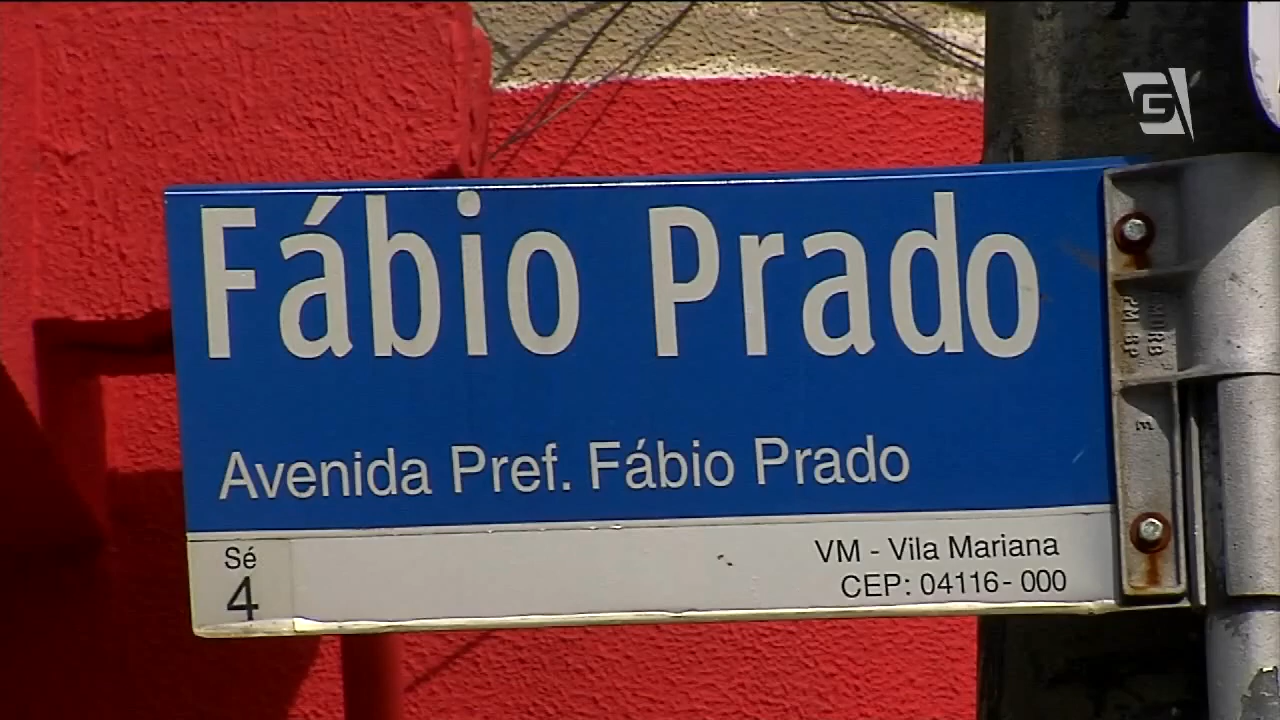 Fábio Prado
Avenida Pref. Fábio Prado
Sé
4
VM - Vila Mariana
CEP: 04116-000